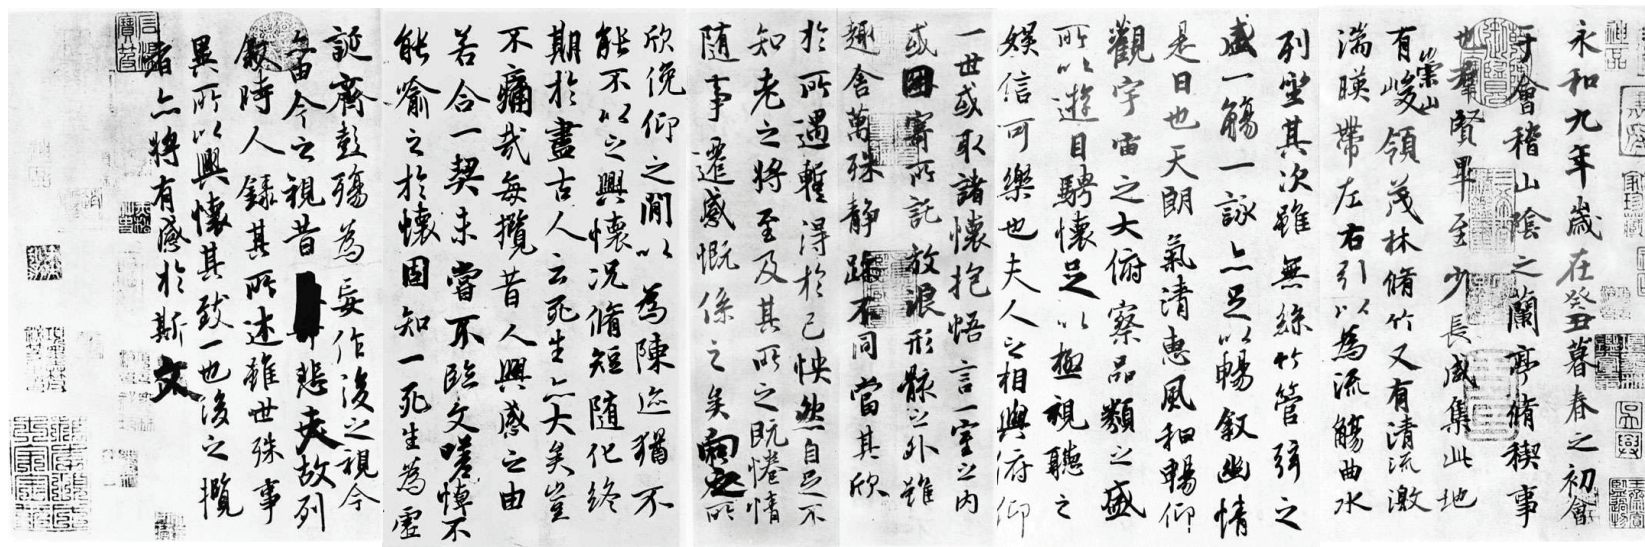 永和九年歲在癸丑暮春之初會
于會稽山陰之蘭亭脩稧事
也羣賢畢至少長咸集此地
有崇山峻領茂林脩竹又有清流激
湍暎帶左右引以為流觴曲水
列坐其次雖無絲竹管弦之
盛一觴一詠亦足以暢敘幽情
是日也天朗氣清惠風和暢仰
觀宇宙之大俯察品類之盛
所以遊目騁懷足以極視聽之
娛信可樂也夫人之相與俯仰
一世或取諸懷抱悟言一室之內
或因寄所託放浪形骸之外雖
趣舍萬殊靜躁不同當其欣
於所遇暫得於己怏然自足不
知老之將至及其所之既惓情
隨事遷感慨係之矣向之所
欣俛仰之閒以為陳迹猶不
能不以之興懷況脩短隨化終
期於盡古人云死生亦大矣豈
不痛哉每攬昔人興感之由
若合一契未嘗不臨文嗟悼不
能喻之於懷固知一死生為虛
誕齊彭殤為妄作後之視今
亦由今之視昔悲夫故列
敘時人錄其所述雖世殊事
異所以興懷其致一也後之攬
者亦將有感於斯文